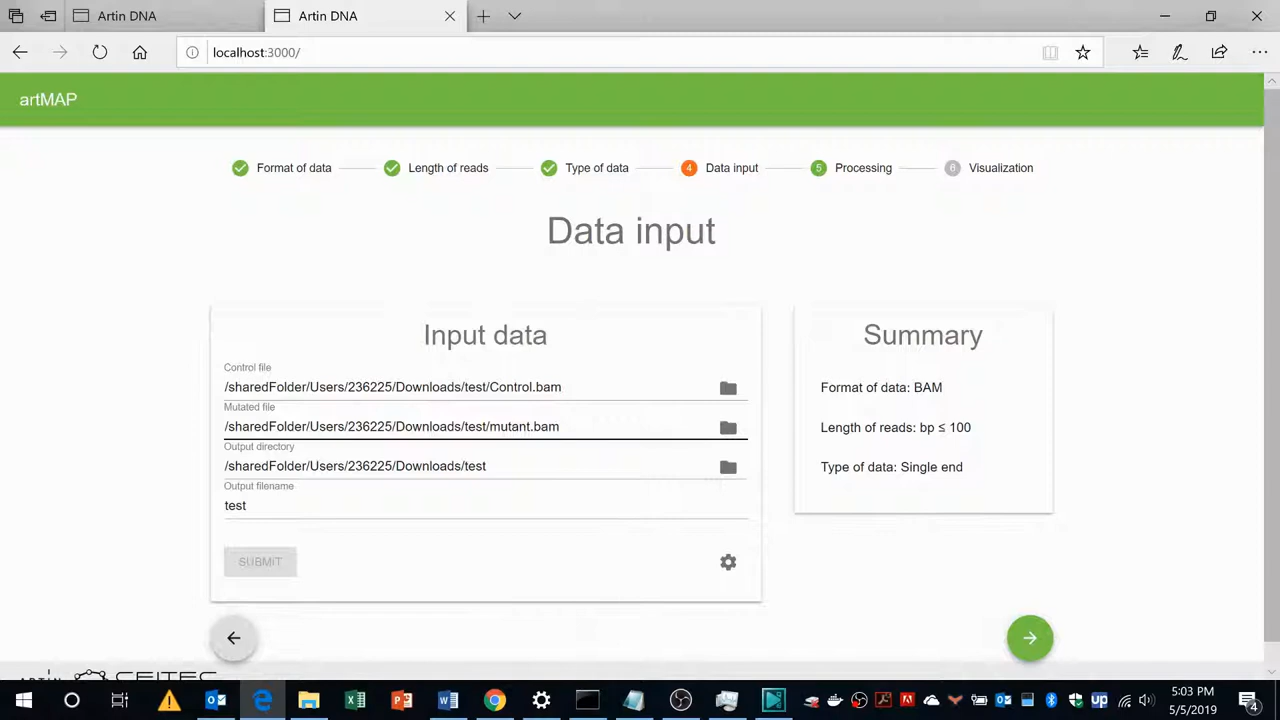 Artin DNA
Artin DNA
localhost:3000/
artMAP
Format of data
Length of reads
Type of data
4 Data input
5 Processing
6 Visualization
Data input
Input data
Control file
/sharedFolder/Users/236225/Downloads/test/Control.bam
Mutated file
/sharedFolder/Users/236225/Downloads/test/mutant.bam
Output directory
/sharedFolder/Users/236225/Downloads/test
Output filename
test
SUBMIT
Summary
Format of data: BAM
Length of reads: bp ≤ 100
Type of data: Single end
ARTIN CEITEC
up
5:03 PM
5/5/2019
4